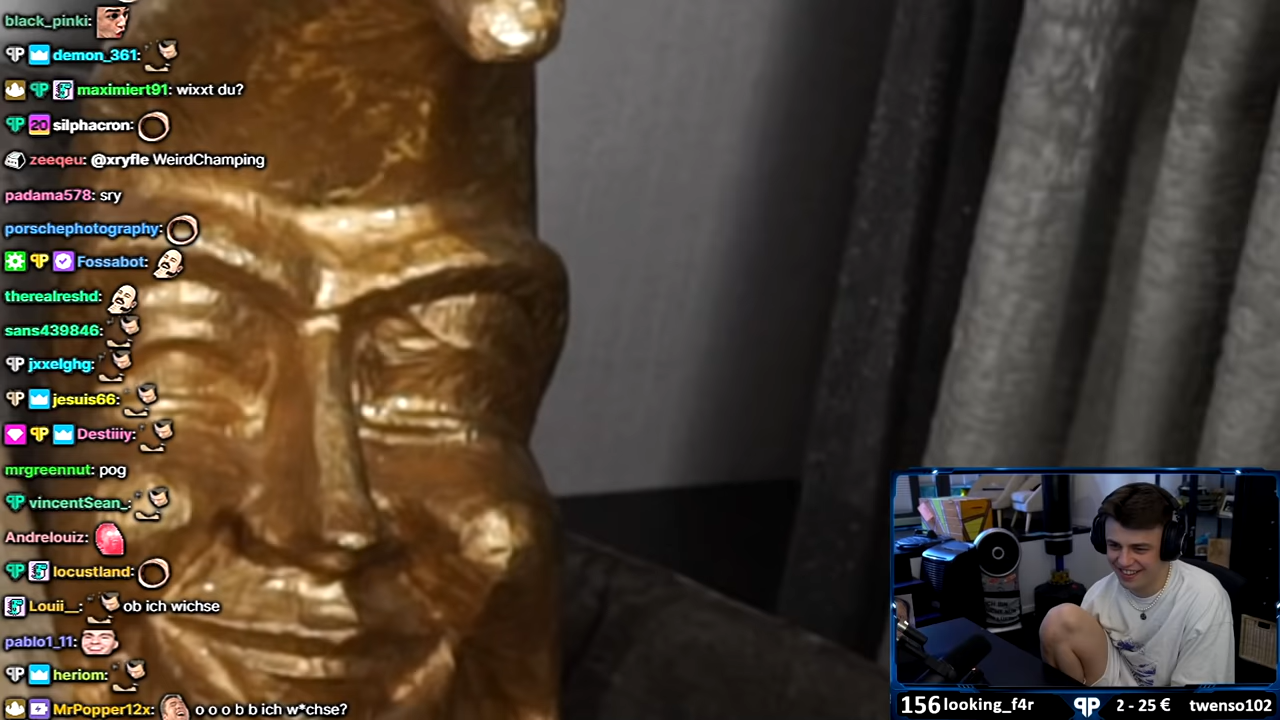 black_pinki:
demon_361:
maximiert91: wixxt du?
20 silphacron:
zeeqeu: @xryfle WeirdChamping
padama578: sry
porschephotography:
Fossabot:
therealreshd:
sans439846:
jxxelghg:
jesuis66:
Destiiiy:
mrgreennut: pog
vincentSean_:
Andrelouiz:
locustland:
Louii__: ob ich wichse
pablo1_11:
heriom:
MrPopper12x: o o o b b ich w*chse?
156 looking_f4r 2 - 25 € twenso102